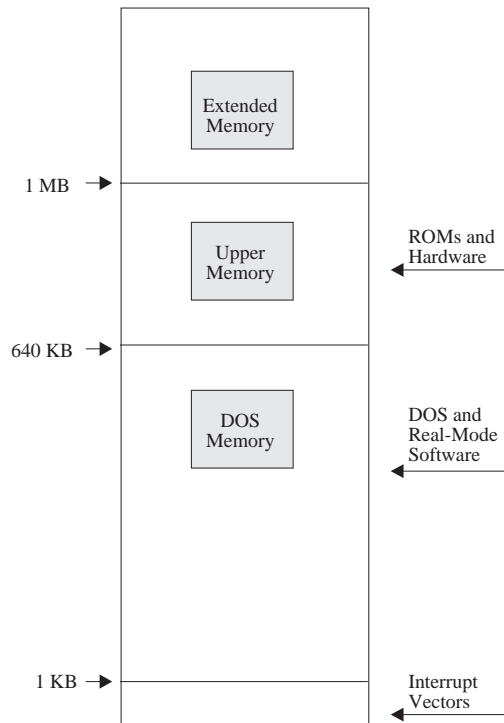 Extended
Memory
1 MB
Upper
Memory
ROMs and
Hardware
640 KB
DOS
Memory
DOS and
Real-Mode
Software
1 KB
Interrupt
Vectors